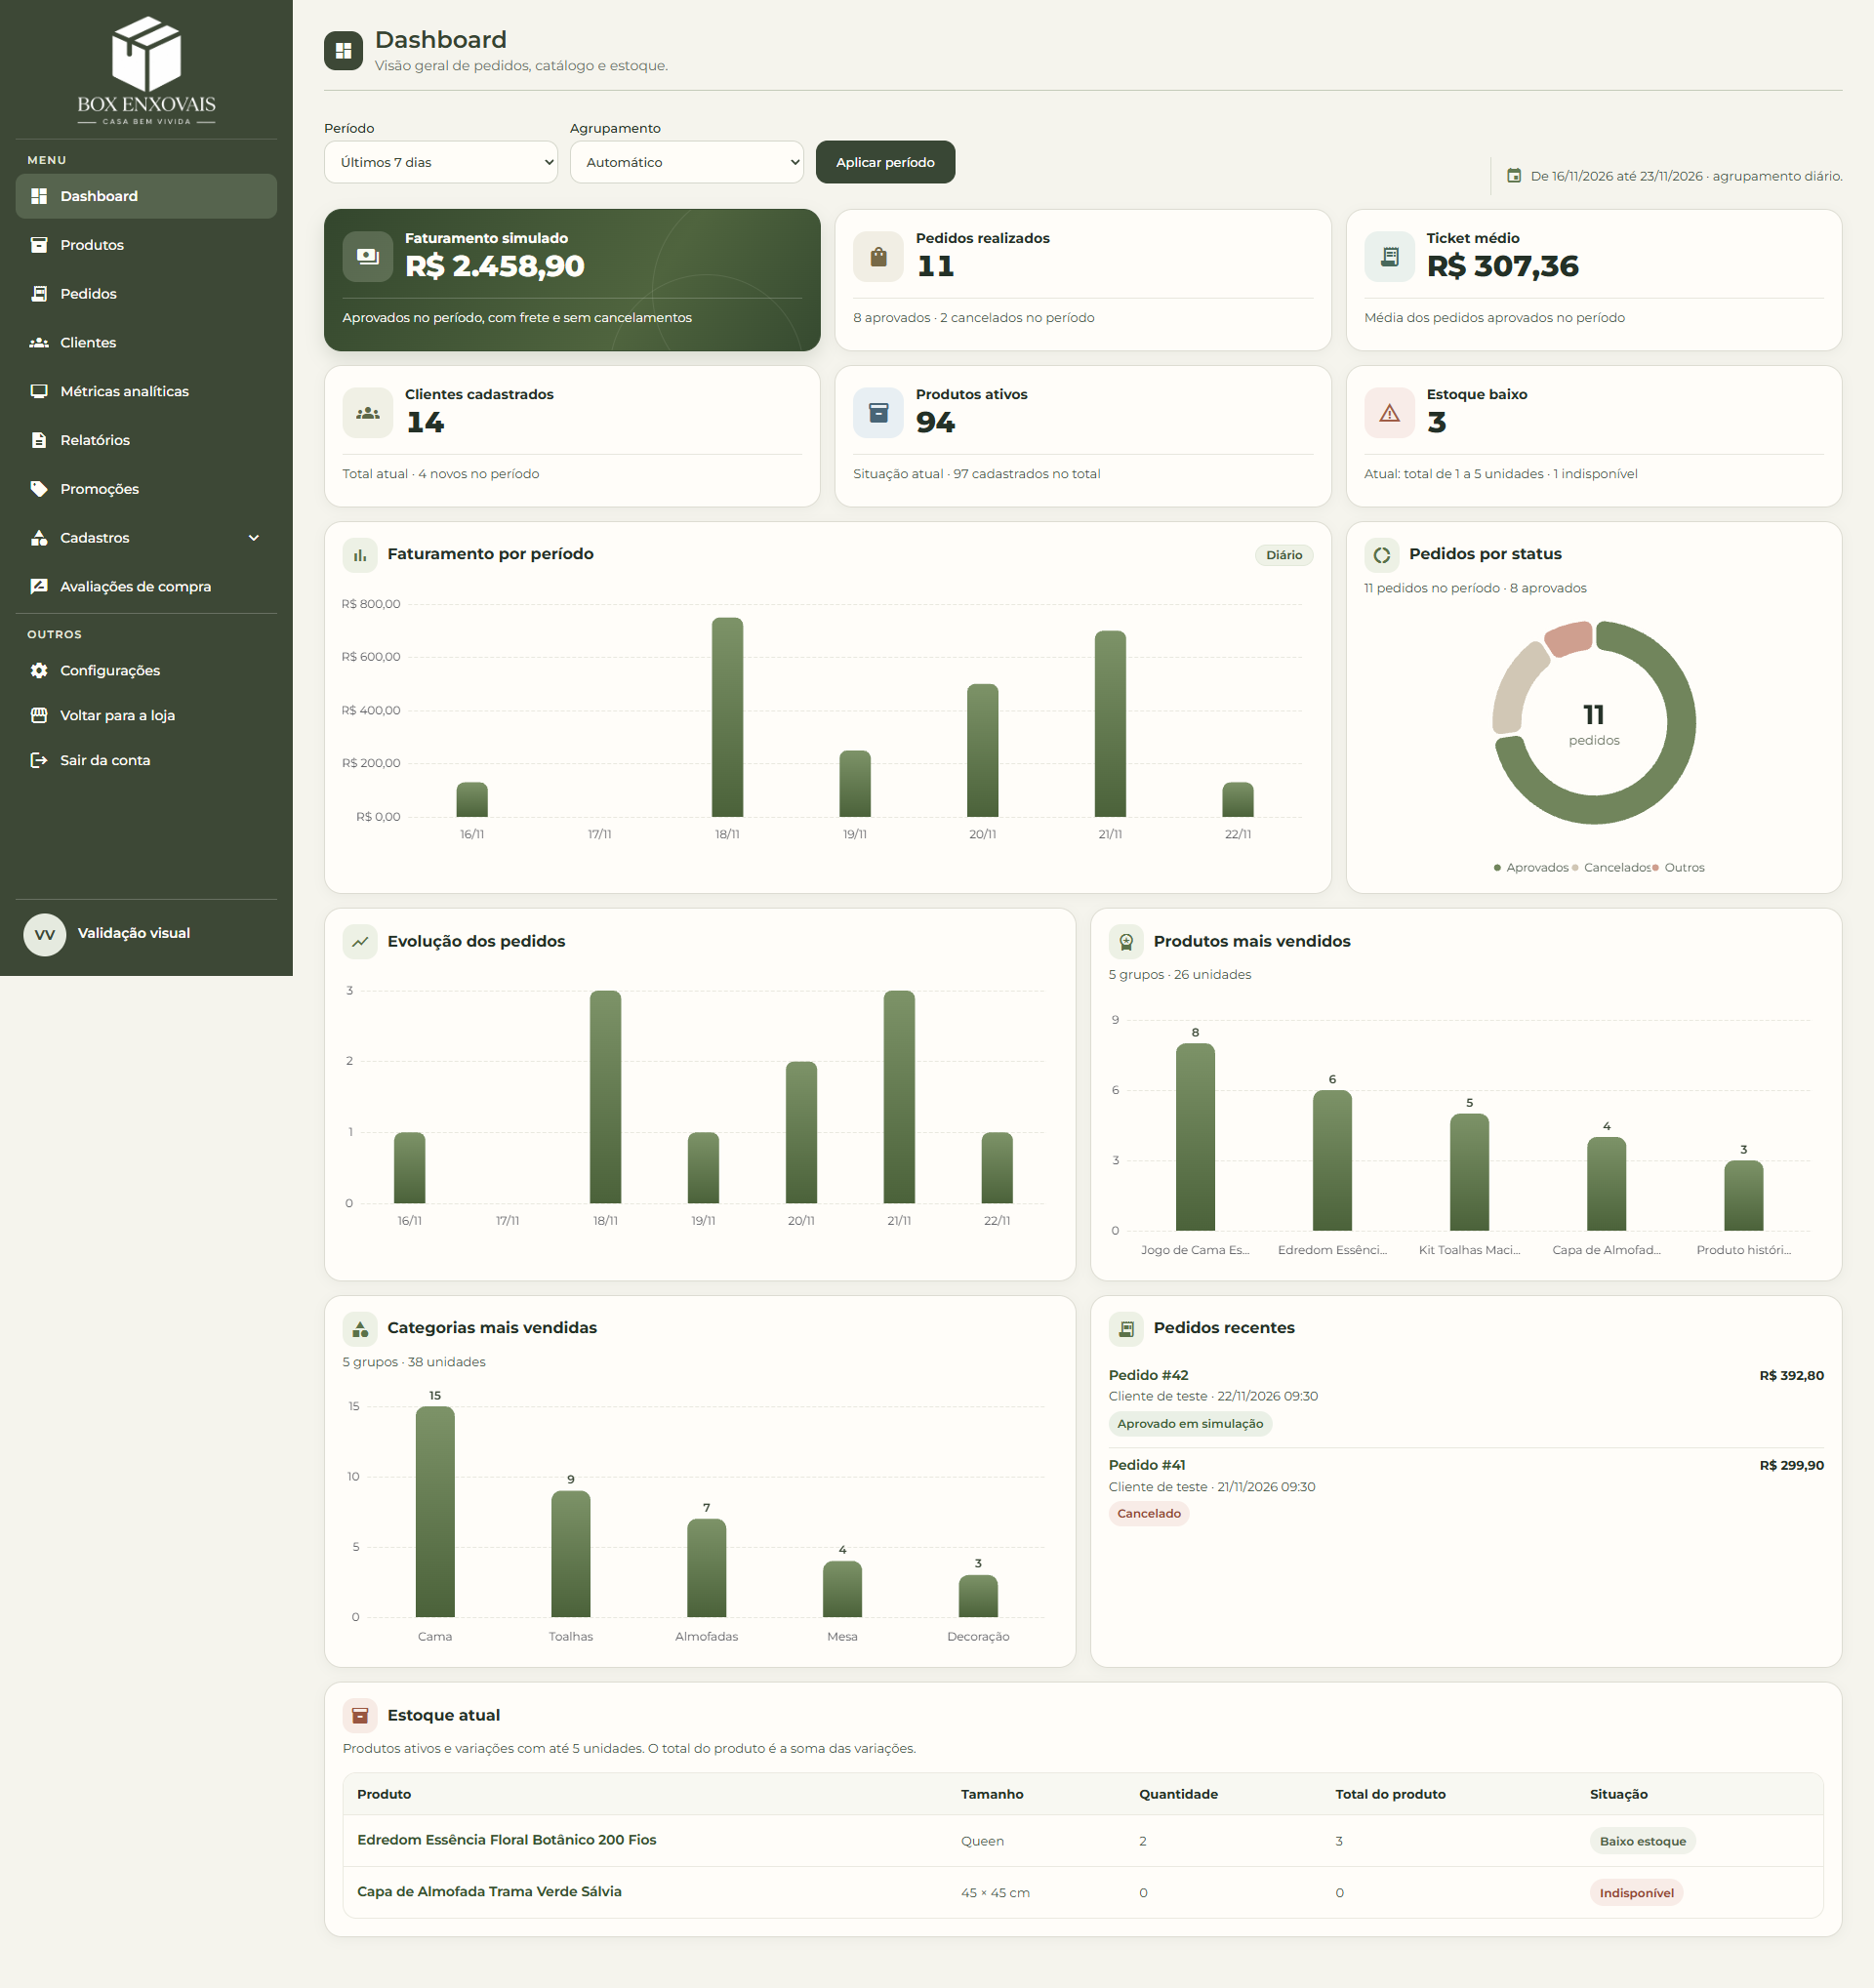 BOX ENXOVAIS
CASA BEM VIVIDA
MENU
Dashboard
Produtos
Pedidos
Clientes
Métricas analíticas
Relatórios
Promoções
Cadastros
Avaliações de compra
OUTROS
Configurações
Voltar para a loja
Sair da conta
VV
Validação visual
Dashboard
Visão geral de pedidos, catálogo e estoque.
Período
Agrupamento
Últimos 7 dias
Automático
Aplicar período
De 16/11/2026 até 23/11/2026 · agrupamento diário.
Faturamento simulado
R$ 2.458,90
Aprovados no período, com frete e sem cancelamentos
Pedidos realizados
11
8 aprovados · 2 cancelados no período
Ticket médio
R$ 307,36
Média dos pedidos aprovados no período
Clientes cadastrados
14
Total atual · 4 novos no período
Produtos ativos
94
Situação atual · 97 cadastrados no total
Estoque baixo
3
Atual: total de 1 a 5 unidades · 1 indisponível
Faturamento por período
Diário
R$ 800,00
R$ 600,00
R$ 400,00
R$ 200,00
R$ 0,00
16/11 17/11 18/11 19/11 20/11 21/11 22/11
Pedidos por status
11 pedidos no período · 8 aprovados
11
pedidos
Aprovados Cancelados Outros
Evolução dos pedidos
3
2
1
0
16/11 17/11 18/11 19/11 20/11 21/11 22/11
Produtos mais vendidos
5 grupos · 26 unidades
9
6
3
0
8
6
5
4
3
Jogo de Cama Es... Edredom Essênci... Kit Toalhas Maci... Capa de Almofad... Produto históri...
Categorias mais vendidas
5 grupos · 38 unidades
15
10
5
0
15
9
7
4
3
Cama Toalhas Almofadas Mesa Decoração
Pedidos recentes
Pedido #42 R$ 392,80
Cliente de teste · 22/11/2026 09:30
Aprovado em simulação
Pedido #41 R$ 299,90
Cliente de teste · 21/11/2026 09:30
Cancelado
Estoque atual
Produtos ativos e variações com até 5 unidades. O total do produto é a soma das variações.
Produto Tamanho Quantidade Total do produto Situação
Edredom Essência Floral Botânico 200 Fios Queen 2 3 Baixo estoque
Capa de Almofada Trama Verde Sálvia 45 × 45 cm 0 0 Indisponível